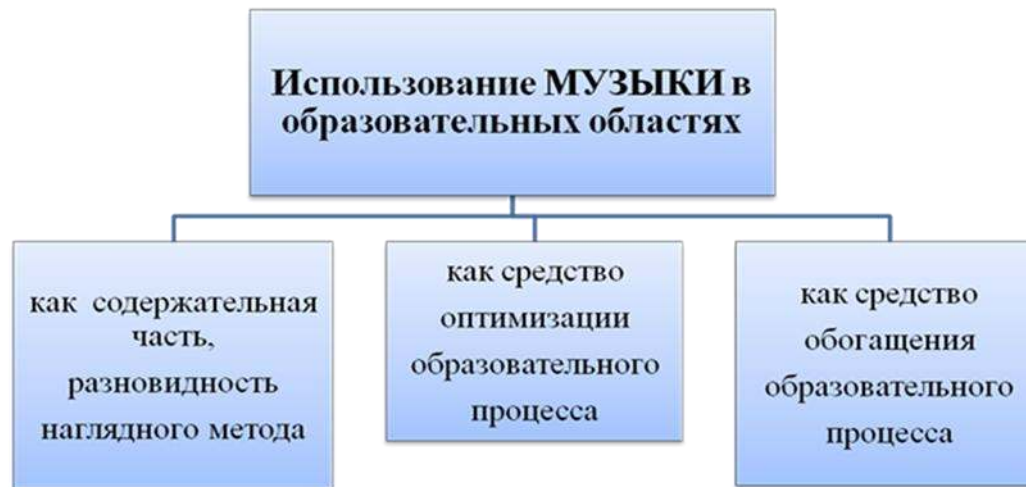 Использование МУЗЫКИ в
образовательных областях
как содержательная
часть,
разновидность
наглядного метода
как средство
оптимизации
образовательного
процесса
как средство
обогащения
образовательного
процесса